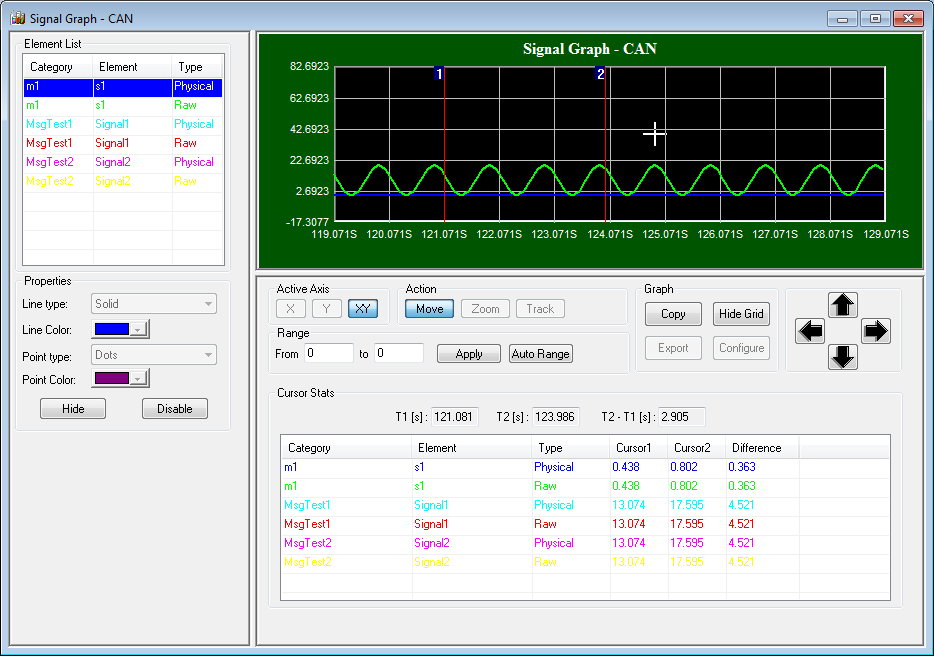 Signal Graph - CAN
Element List
Category Element Type
m1 s1 Physical
m1 s1 Raw
MsgTest1 Signal1 Physical
MsgTest1 Signal1 Raw
MsgTest2 Signal2 Physical
MsgTest2 Signal2 Raw
Properties
Line type: Solid
Line Color:
Point type: Dots
Point Color:
Hide Disable
Signal Graph - CAN
1 2
82.6923
62.6923
42.6923
22.6923
2.6923
-17.3077
119.071S 120.071S 121.071S 122.071S 123.071S 124.071S 125.071S 126.071S 127.071S 128.071S 129.071S
Active Axis
X Y XY
Action
Move Zoom Track
Range
From 0 to 0 Apply Auto Range
Graph
Copy Hide Grid
Export Configure
Cursor Stats
T1 [s] : 121.081 T2 [s] : 123.986 T2 - T1 [s] : 2.905
Category Element Type Cursor1 Cursor2 Difference
m1 s1 Physical 0.438 0.802 0.363
m1 s1 Raw 0.438 0.802 0.363
MsgTest1 Signal1 Physical 13.074 17.595 4.521
MsgTest1 Signal1 Raw 13.074 17.595 4.521
MsgTest2 Signal2 Physical 13.074 17.595 4.521
MsgTest2 Signal2 Raw 13.074 17.595 4.521